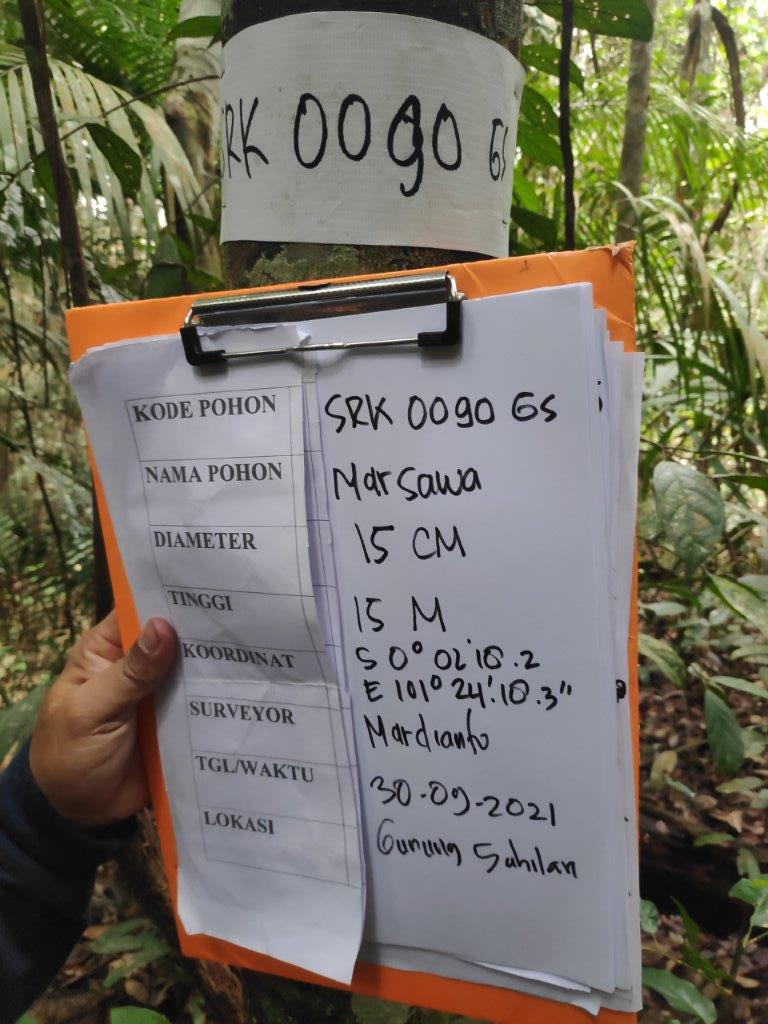 SRK 0090 GS
KODE POHON SRK 0090 GS
NAMA POHON Marsawa
DIAMETER 15 CM
TINGGI 15 M
KOORDINAT S 0° 02' 10.2
E 101° 24' 10.3"
SURVEYOR Mardianto
TGL/WAKTU 30-09-2021
LOKASI Gunung Sahilan